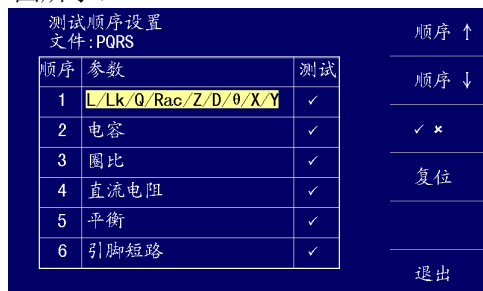 测试顺序设置
文件:PQRS
顺序 参数 测试
1 L/Lk/Q/Rac/Z/D/θ/X/Y ✓
2 电容 ✓
3 圈比 ✓
4 直流电阻 ✓
5 平衡 ✓
6 引脚短路 ✓
顺序 ↑
顺序 ↓
✓ ×
复位
退出